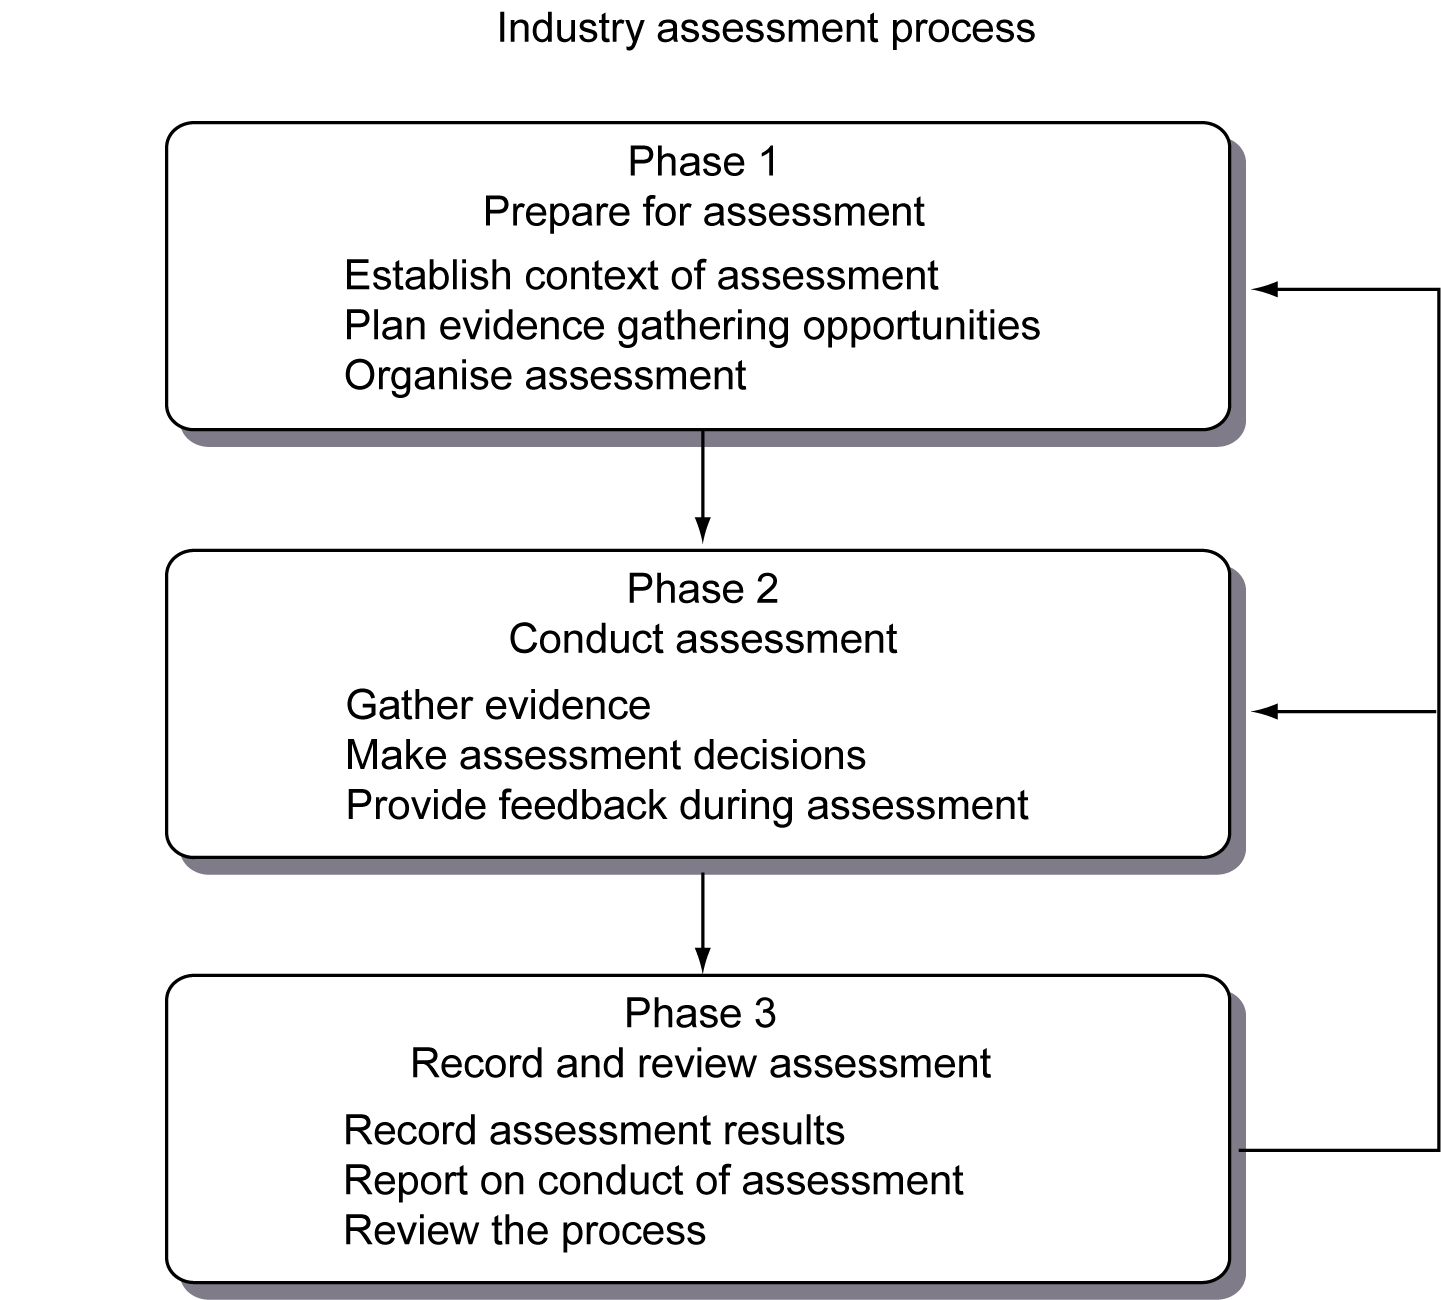 Industry assessment process
Phase 1
Prepare for assessment
Establish context of assessment
Plan evidence gathering opportunities
Organise assessment
Phase 2
Conduct assessment
Gather evidence
Make assessment decisions
Provide feedback during assessment
Phase 3
Record and review assessment
Record assessment results
Report on conduct of assessment
Review the process